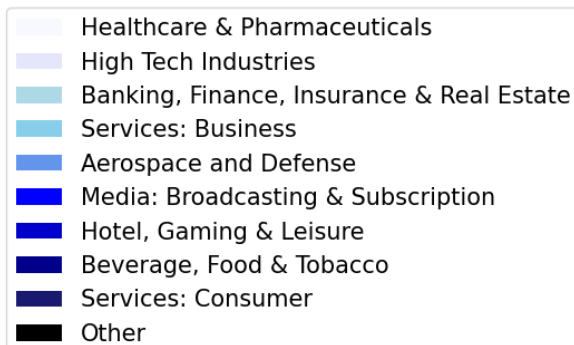 Healthcare & Pharmaceuticals
High Tech Industries
Banking, Finance, Insurance & Real Estate
Services: Business
Aerospace and Defense
Media: Broadcasting & Subscription
Hotel, Gaming & Leisure
Beverage, Food & Tobacco
Services: Consumer
Other